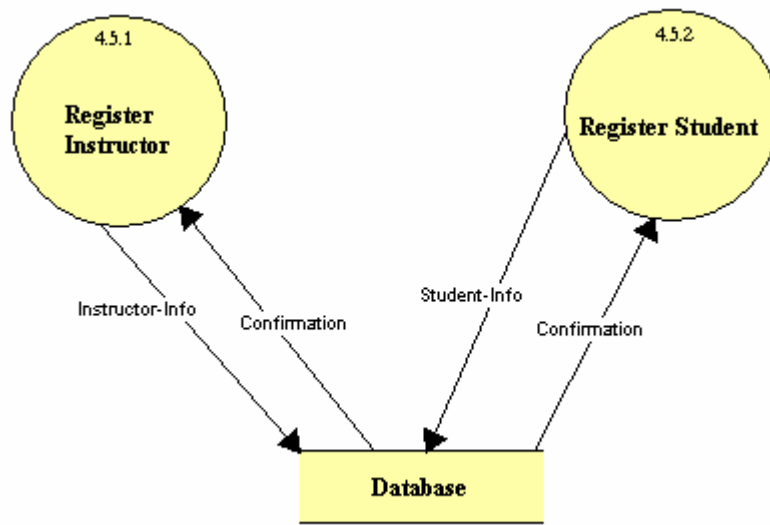 4.5.1
Register
Instructor
4.5.2
Register Student
Instructor-Info
Confirmation
Student-Info
Confirmation
Database